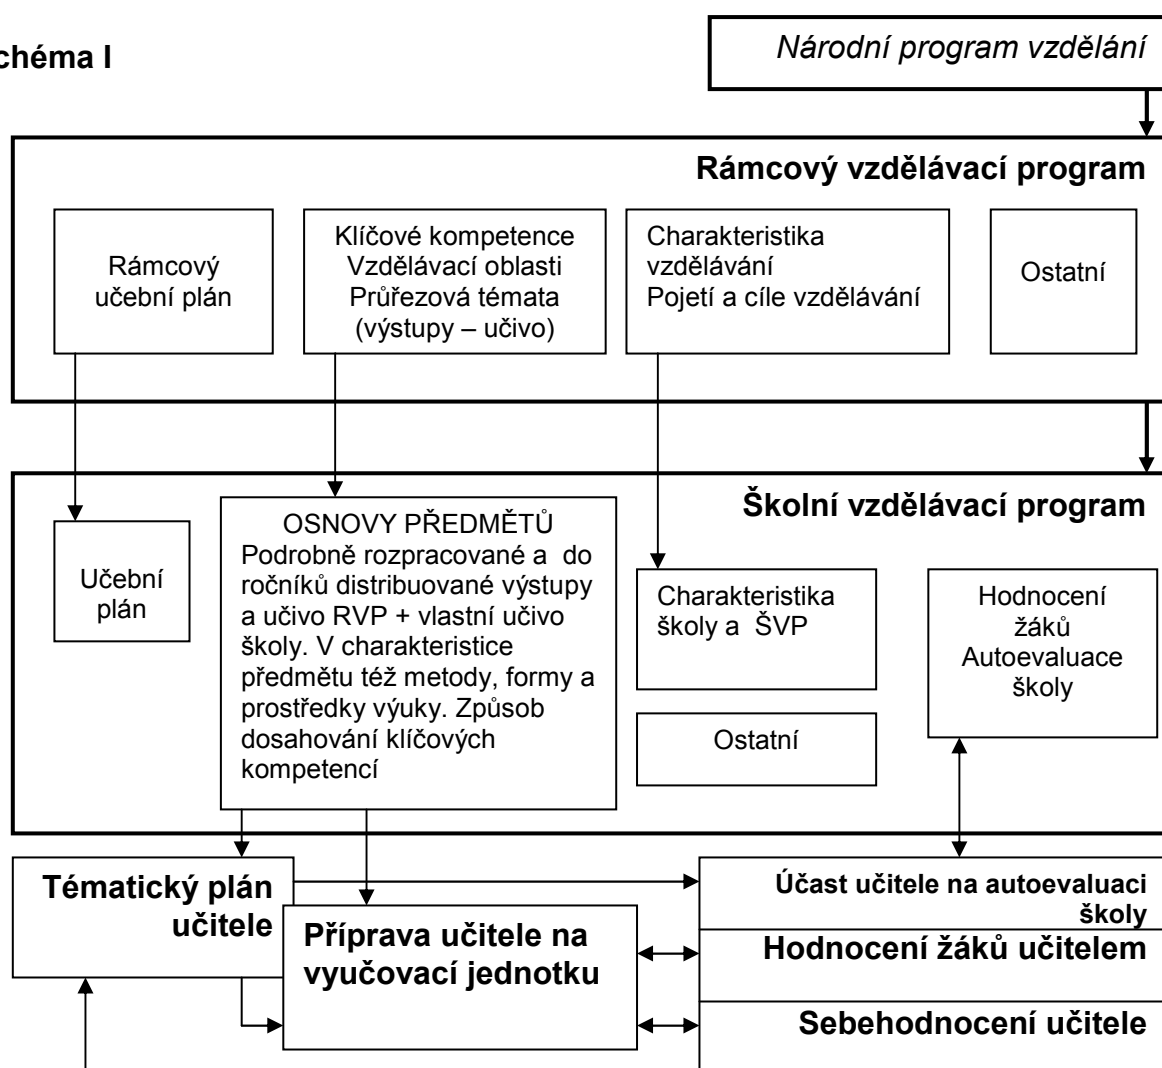 chéma I
Národní program vzdělání
Rámcový vzdělávací program
Rámcový
učební plán
Klíčové kompetence
Vzdělávací oblasti
Průřezová témata
(výstupy – učivo)
Charakteristika
vzdělávání
Pojetí a cíle vzdělávání
Ostatní
Školní vzdělávací program
Učební
plán
OSNOVY PŘEDMĚTŮ
Podrobně rozpracované a do
ročníků distribuované výstupy
a učivo RVP + vlastní učivo
školy. V charakteristice
předmětu též metody, formy a
prostředky výuky. Způsob
dosahování klíčových
kompetencí
Charakteristika
školy a ŠVP
Ostatní
Hodnocení
žáků
Autoevaluace
školy
Tématický plán
učitele
Příprava učitele na
vyučovací jednotku
Účast učitele na autoevaluaci
školy
Hodnocení žáků učitelem
Sebehodnocení učitele